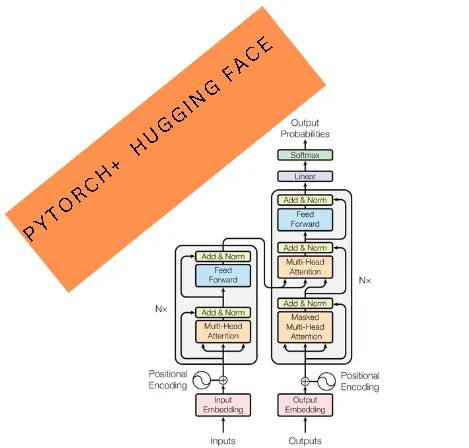 PYTORCH+ HUGGING FACE
Output
Probabilities
Softmax
Linear
Add & Norm
Feed
Forward
Add & Norm
Multi-Head
Attention
Add & Norm
Masked
Multi-Head
Attention
Nx
Add & Norm
Feed
Forward
Add & Norm
Multi-Head
Attention
Nx
Positional
Encoding
Positional
Encoding
Input
Embedding
Output
Embedding
Inputs
Outputs